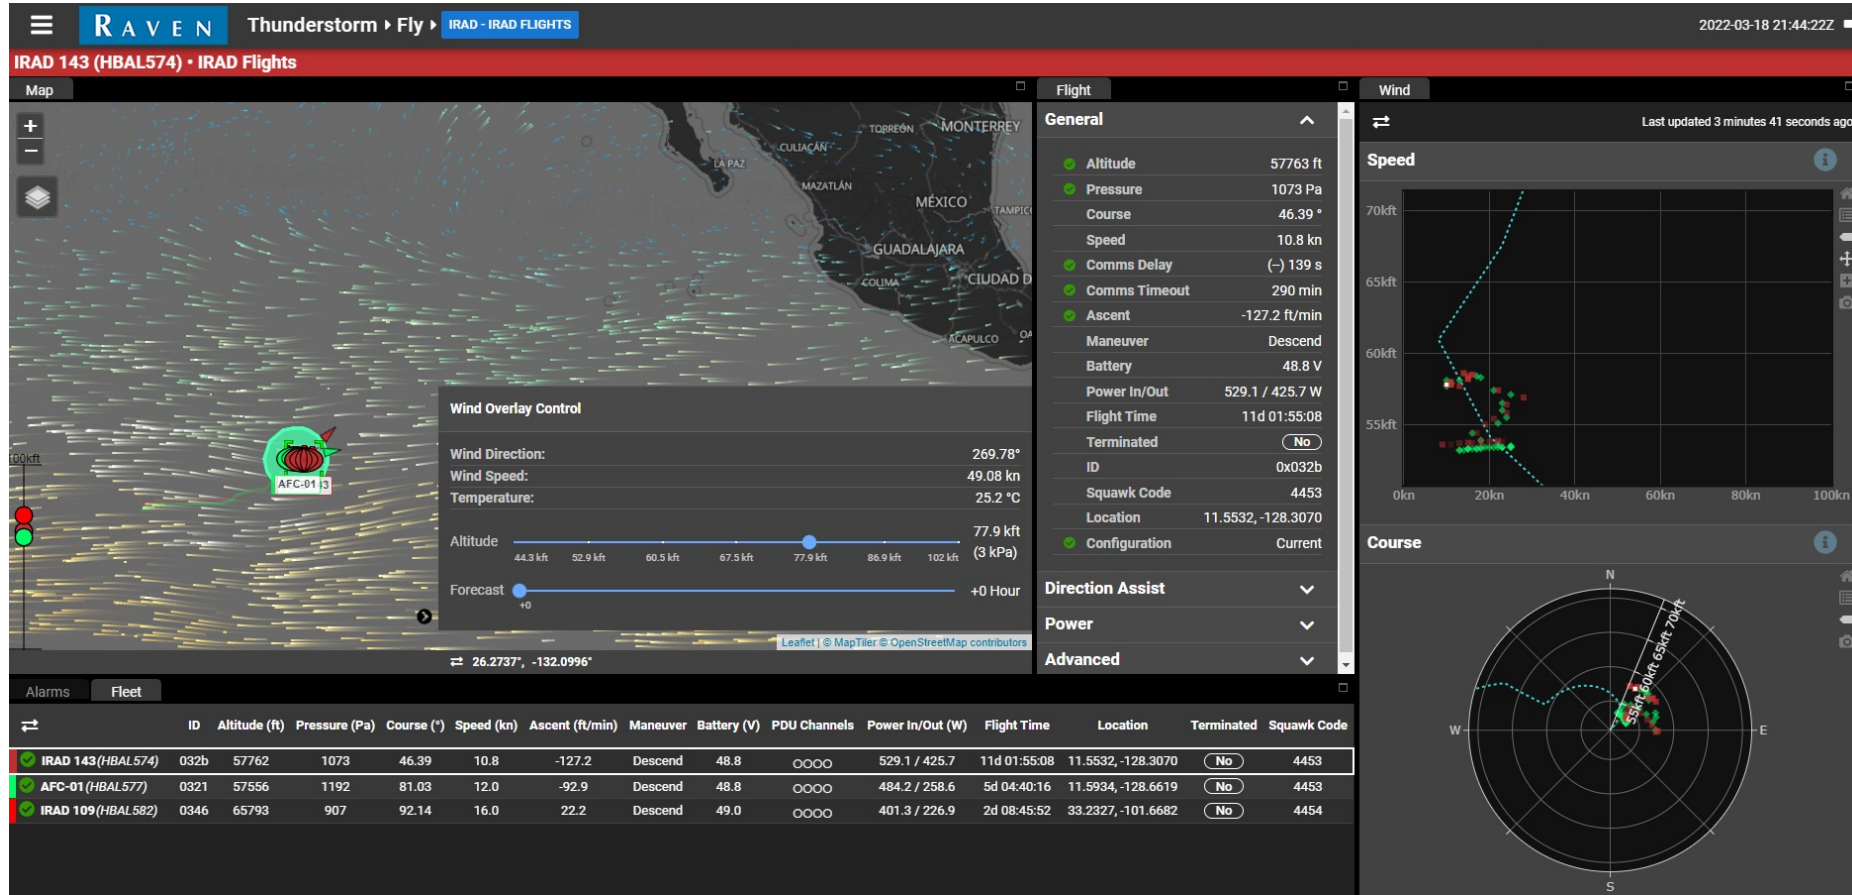 RAVEN Thunderstorm Fly IRAD - IRAD FLIGHTS 2022-03-18 21:44:22Z
IRAD 143 (HBAL574) • IRAD Flights
Map
+
−
TORREÓN
MONTERREY
CULIACÁN
LA PAZ
MAZATLÁN
MÉXICO
TAMPIC
GUADALAJARA
COLIMA
CIUDAD D
ACAPULCO
OA
AFC-01
Wind Overlay Control
Wind Direction: 269.78°
Wind Speed: 49.08 kn
Temperature: 25.2 °C
Altitude 77.9 kft
44.3 kft 52.9 kft 60.5 kft 67.5 kft 77.9 kft 86.9 kft 102 kft (3 kPa)
Forecast +0 Hour
+0
Leaflet | © MapTiler © OpenStreetMap contributors
26.2737°, -132.0996°
Flight
General
Altitude 57763 ft
Pressure 1073 Pa
Course 46.39 °
Speed 10.8 kn
Comms Delay (−) 139 s
Comms Timeout 290 min
Ascent -127.2 ft/min
Maneuver Descend
Battery 48.8 V
Power In/Out 529.1 / 425.7 W
Flight Time 11d 01:55:08
Terminated No
ID 0x032b
Squawk Code 4453
Location 11.5532, -128.3070
Configuration Current
Direction Assist
Power
Advanced
Wind
Last updated 3 minutes 41 seconds ago
Speed
70kft
65kft
60kft
55kft
0kn 20kn 40kn 60kn 80kn 100kn
Course
N
55kft 60kft 65kft 70kft
W E
S
Alarms Fleet
ID Altitude (ft) Pressure (Pa) Course (°) Speed (kn) Ascent (ft/min) Maneuver Battery (V) PDU Channels Power In/Out (W) Flight Time Location Terminated Squawk Code
IRAD 143 (HBAL574) 032b 57762 1073 46.39 10.8 -127.2 Descend 48.8 529.1 / 425.7 11d 01:55:08 11.5532, -128.3070 No 4453
AFC-01 (HBAL577) 0321 57556 1192 81.03 12.0 -92.9 Descend 48.8 484.2 / 258.6 5d 04:40:16 11.5934, -128.6619 No 4453
IRAD 109 (HBAL582) 0346 65793 907 92.14 16.0 22.2 Descend 49.0 401.3 / 226.9 2d 08:45:52 33.2327, -101.6682 No 4454